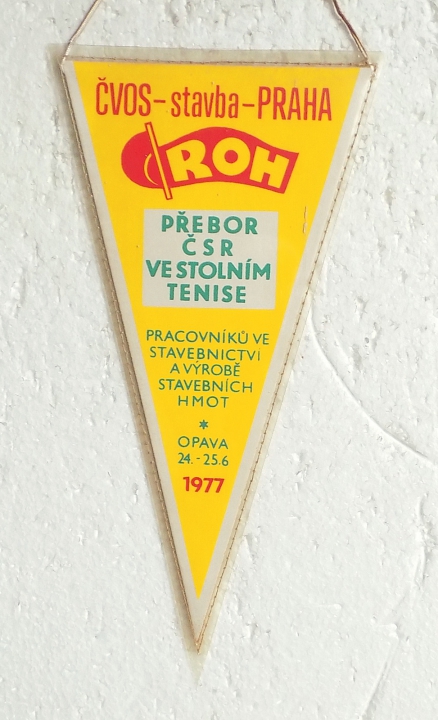 ČVOS-stavba-PRAHA
ROH
PŘEBOR
ČSR
VE STOLNÍM
TENISE
PRACOVNÍKŮ VE
STAVEBNICTVÍ
A VÝROBĚ
STAVEBNÍCH
HMOT
*
OPAVA
24.-25.6
1977